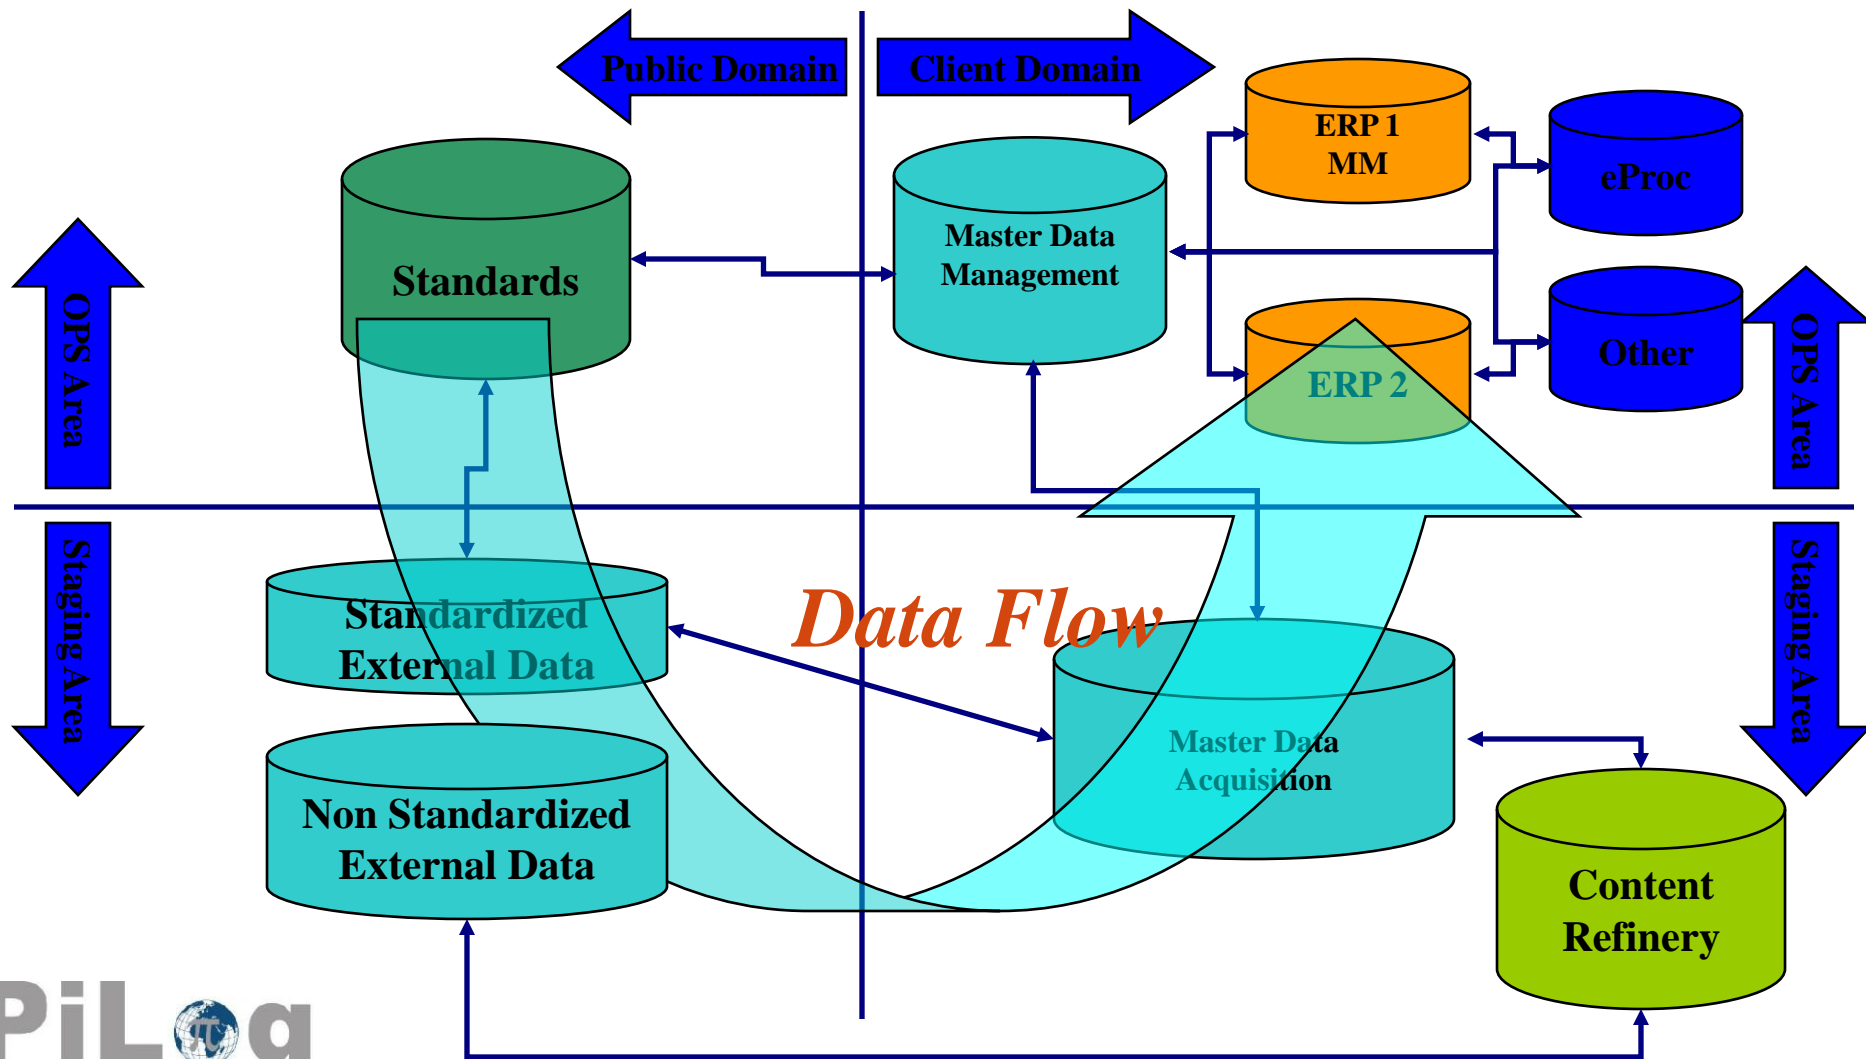 Public Domain
Client Domain
ERP 1
MM
eProc
Master Data
Management
Standards
OPS Area
Other
ERP 2
OPS Area
Staging Area
Standardized
External Data
Data Flow
Staging Area
Master Data
Acquisition
Non Standardized
External Data
Content
Refinery
PiLog